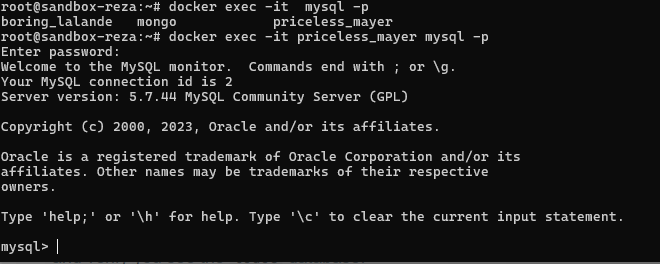 root@sandbox-reza:~# docker exec -it  mysql -p
boring_lalande   mongo            priceless_mayer
root@sandbox-reza:~# docker exec -it priceless_mayer mysql -p
Enter password:
Welcome to the MySQL monitor.  Commands end with ; or \g.
Your MySQL connection id is 2
Server version: 5.7.44 MySQL Community Server (GPL)

Copyright (c) 2000, 2023, Oracle and/or its affiliates.

Oracle is a registered trademark of Oracle Corporation and/or its
affiliates. Other names may be trademarks of their respective
owners.

Type 'help;' or '\h' for help. Type '\c' to clear the current input statement.

mysql>